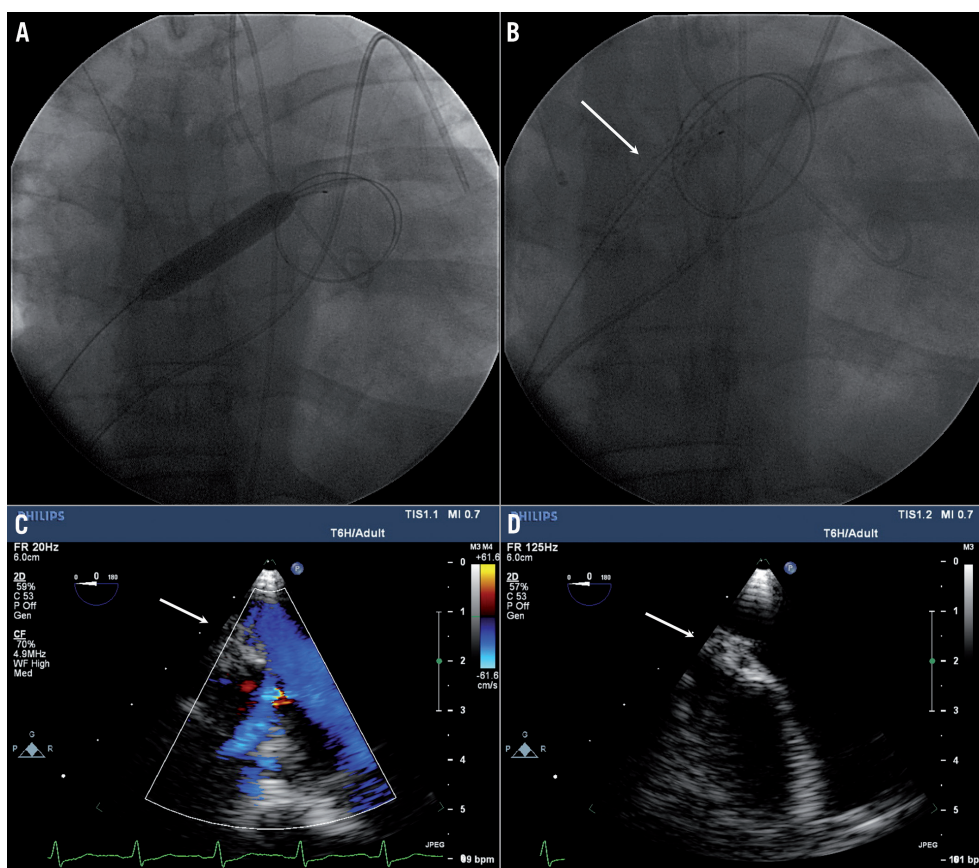 A
B
C
PHILIPS
TIS1.1 MI 0.7
T6H/Adult
FR 20Hz
6.0cm
2D
59%
C 53
P Off
Gen
CF
70%
4.9MHz
WF High
Med
0 0 180
P
M3 M4
+61.6
-61.6
cm/s
0
1
2
3
4
5
G
P R
JPEG
D
PHILIPS
TIS1.2 MI 0.7
T6H/Adult
FR 125Hz
6.0cm
2D
57%
C 53
P Off
Gen
0 0 180
P
M3
0
1
2
3
4
5
G
P R
JPEG